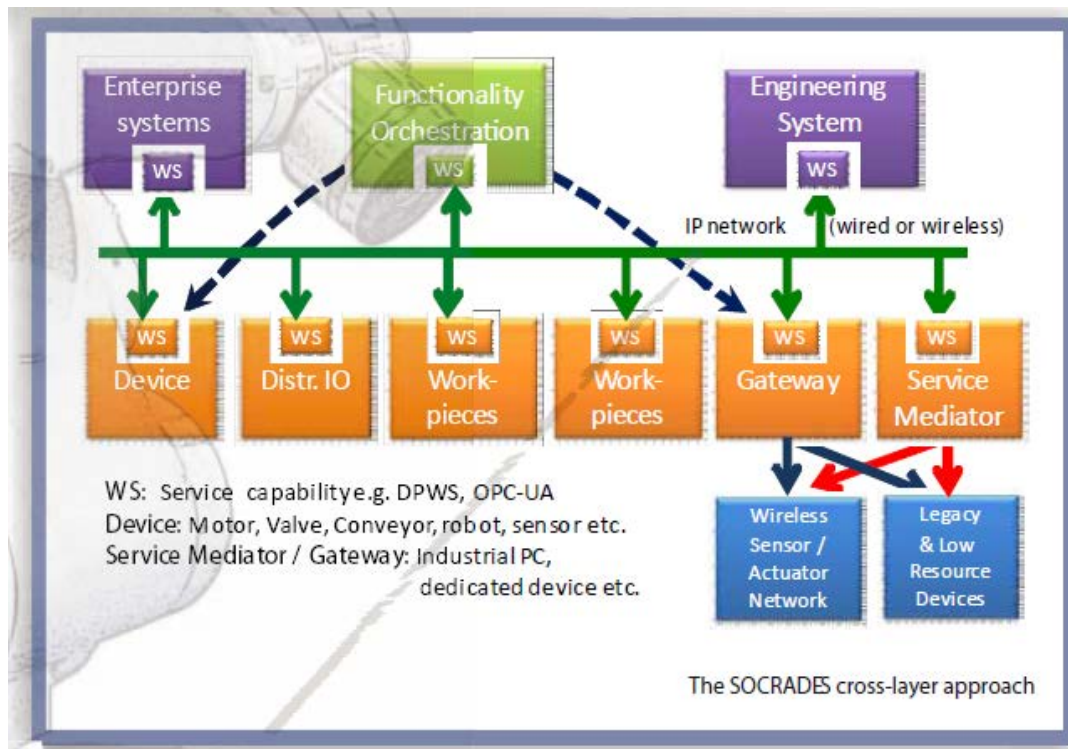 Enterprise
systems
WS
Functionality
Orchestration
WS
Engineering
System
WS
IP network (wired or wireless)
WS
Device
WS
Distr. IO
WS
Work-
pieces
WS
Work-
pieces
WS
Gateway
WS
Service
Mediator
WS: Service capability e.g. DPWS, OPC-UA
Device: Motor, Valve, Conveyor, robot, sensor etc.
Service Mediator / Gateway: Industrial PC,
dedicated device etc.
Wireless
Sensor /
Actuator
Network
Legacy
& Low
Resource
Devices
The SOCRADES cross-layer approach